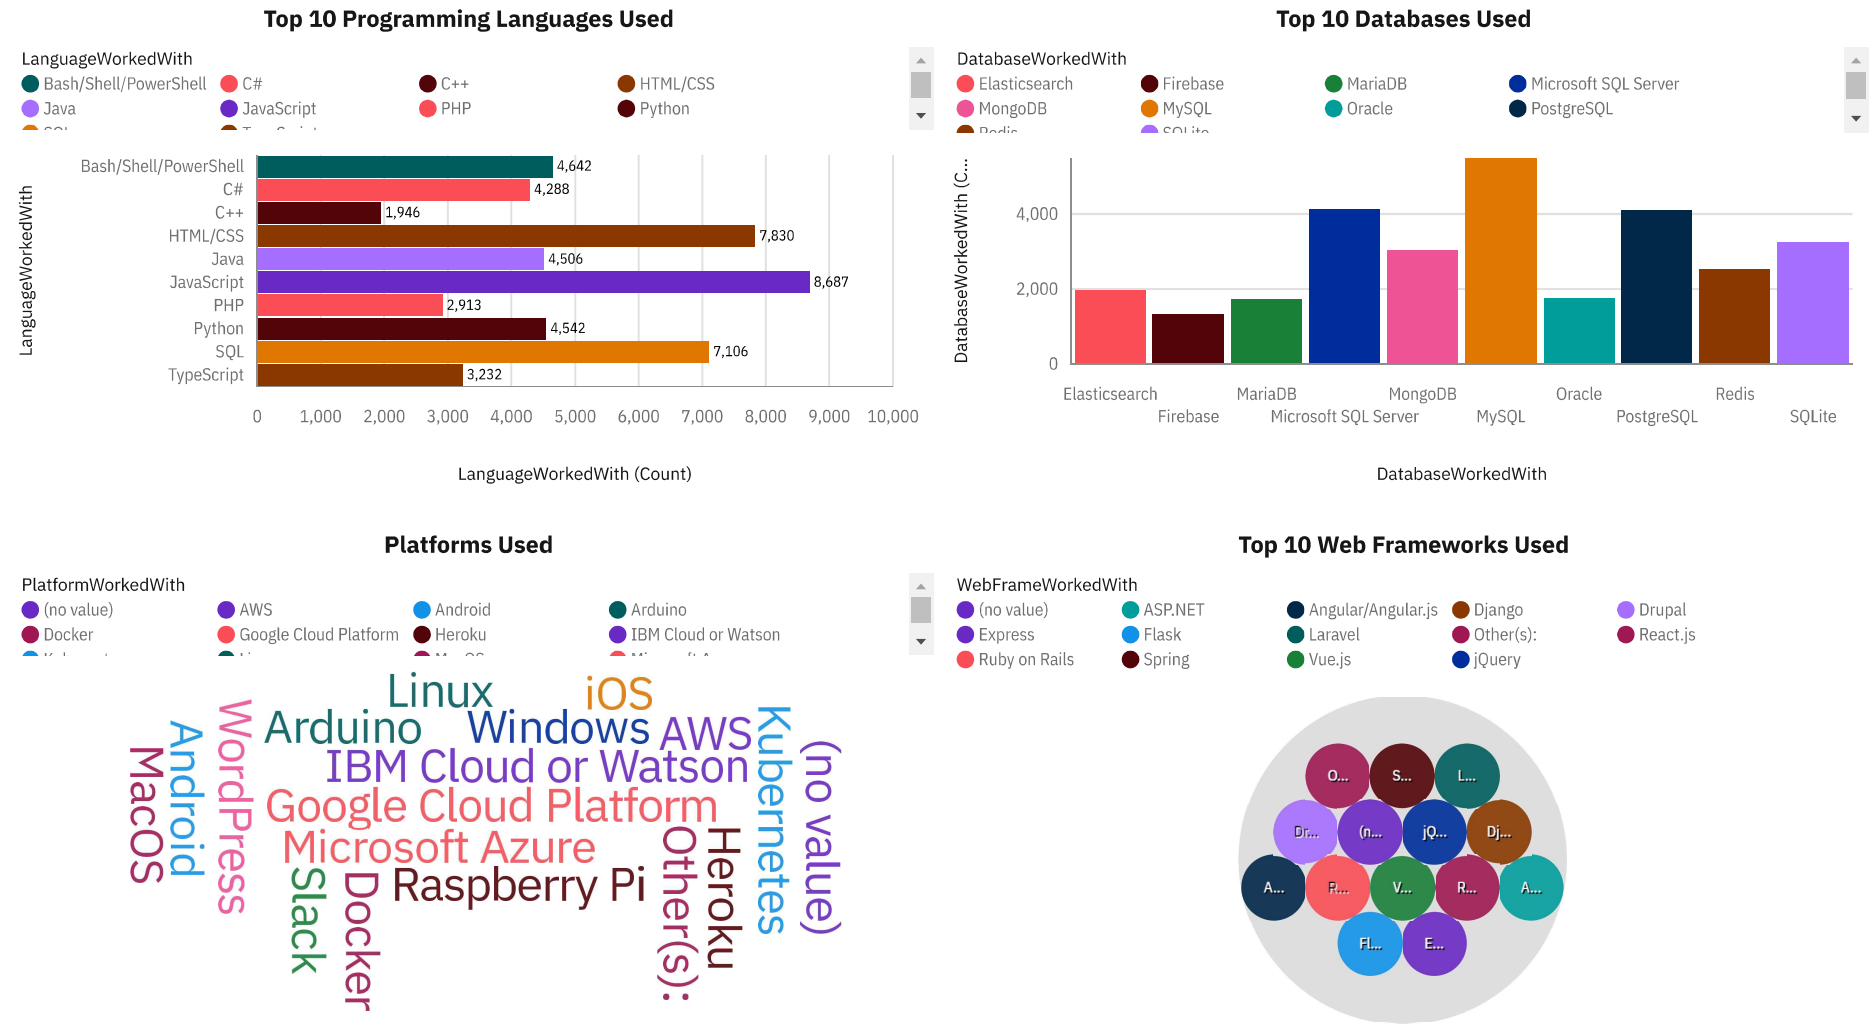 Top 10 Programming Languages Used
LanguageWorkedWith
Bash/Shell/PowerShell C# C++ HTML/CSS
Java JavaScript PHP Python
LanguageWorkedWith
Bash/Shell/PowerShell 4,642
C# 4,288
C++ 1,946
HTML/CSS 7,830
Java 4,506
JavaScript 8,687
PHP 2,913
Python 4,542
SQL 7,106
TypeScript 3,232
0 1,000 2,000 3,000 4,000 5,000 6,000 7,000 8,000 9,000 10,000
LanguageWorkedWith (Count)
Top 10 Databases Used
DatabaseWorkedWith
Elasticsearch Firebase MariaDB Microsoft SQL Server
MongoDB MySQL Oracle PostgreSQL
Redis SQLite
DatabaseWorkedWith (C...
4,000
2,000
0
Elasticsearch MariaDB MongoDB Oracle Redis
Firebase Microsoft SQL Server MySQL PostgreSQL SQLite
DatabaseWorkedWith
Platforms Used
PlatformWorkedWith
(no value) AWS Android Arduino
Docker Google Cloud Platform Heroku IBM Cloud or Watson
Linux iOS
Arduino Windows AWS
IBM Cloud or Watson
Google Cloud Platform
Microsoft Azure
Raspberry Pi
MacOS
Android
WordPress
Slack
Docker
Other(s):
Heroku
Kubernetes
(no value)
Top 10 Web Frameworks Used
WebFrameWorkedWith
(no value) ASP.NET Angular/Angular.js Django Drupal
Express Flask Laravel Other(s): React.js
Ruby on Rails Spring Vue.js jQuery
O... S... L...
Dr... (n... jQ... Dj...
A... R... V... R... A...
Fl... E...